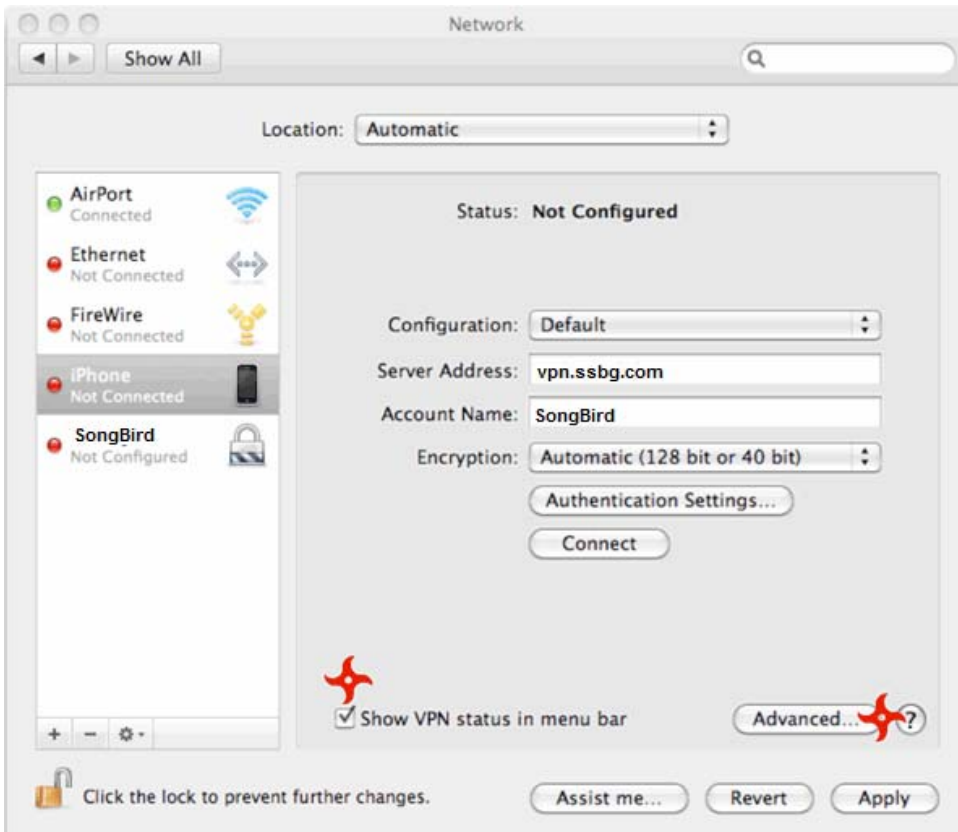 Network
Show All
Location: Automatic
AirPort
Connected
Ethernet
Not Connected
FireWire
Not Connected
iPhone
Not Connected
SongBird
Not Configured
Status: Not Configured
Configuration: Default
Server Address: vpn.ssbg.com
Account Name: SongBird
Encryption: Automatic (128 bit or 40 bit)
Authentication Settings...
Connect
Show VPN status in menu bar
Advanced... ?
Click the lock to prevent further changes.
Assist me... Revert Apply